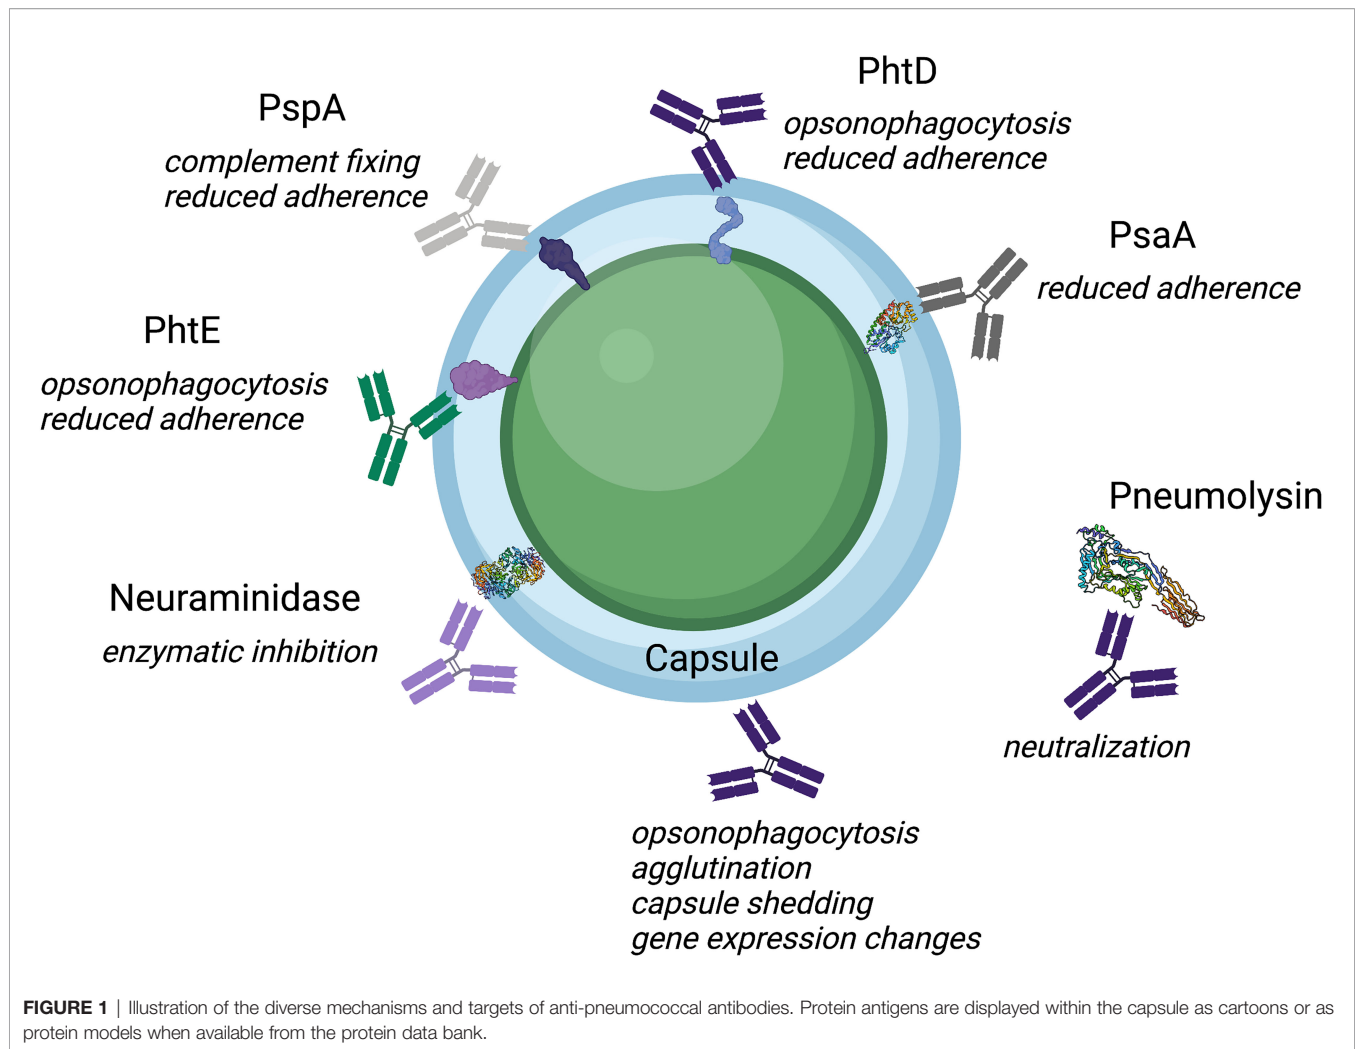 PhtD
opsonophagocytosis
reduced adherence
PspA
complement fixing
reduced adherence
PsaA
reduced adherence
PhtE
opsonophagocytosis
reduced adherence
Pneumolysin
neutralization
Neuraminidase
enzymatic inhibition
Capsule
opsonophagocytosis
agglutination
capsule shedding
gene expression changes
FIGURE 1 | Illustration of the diverse mechanisms and targets of anti-pneumococcal antibodies. Protein antigens are displayed within the capsule as cartoons or as
protein models when available from the protein data bank.